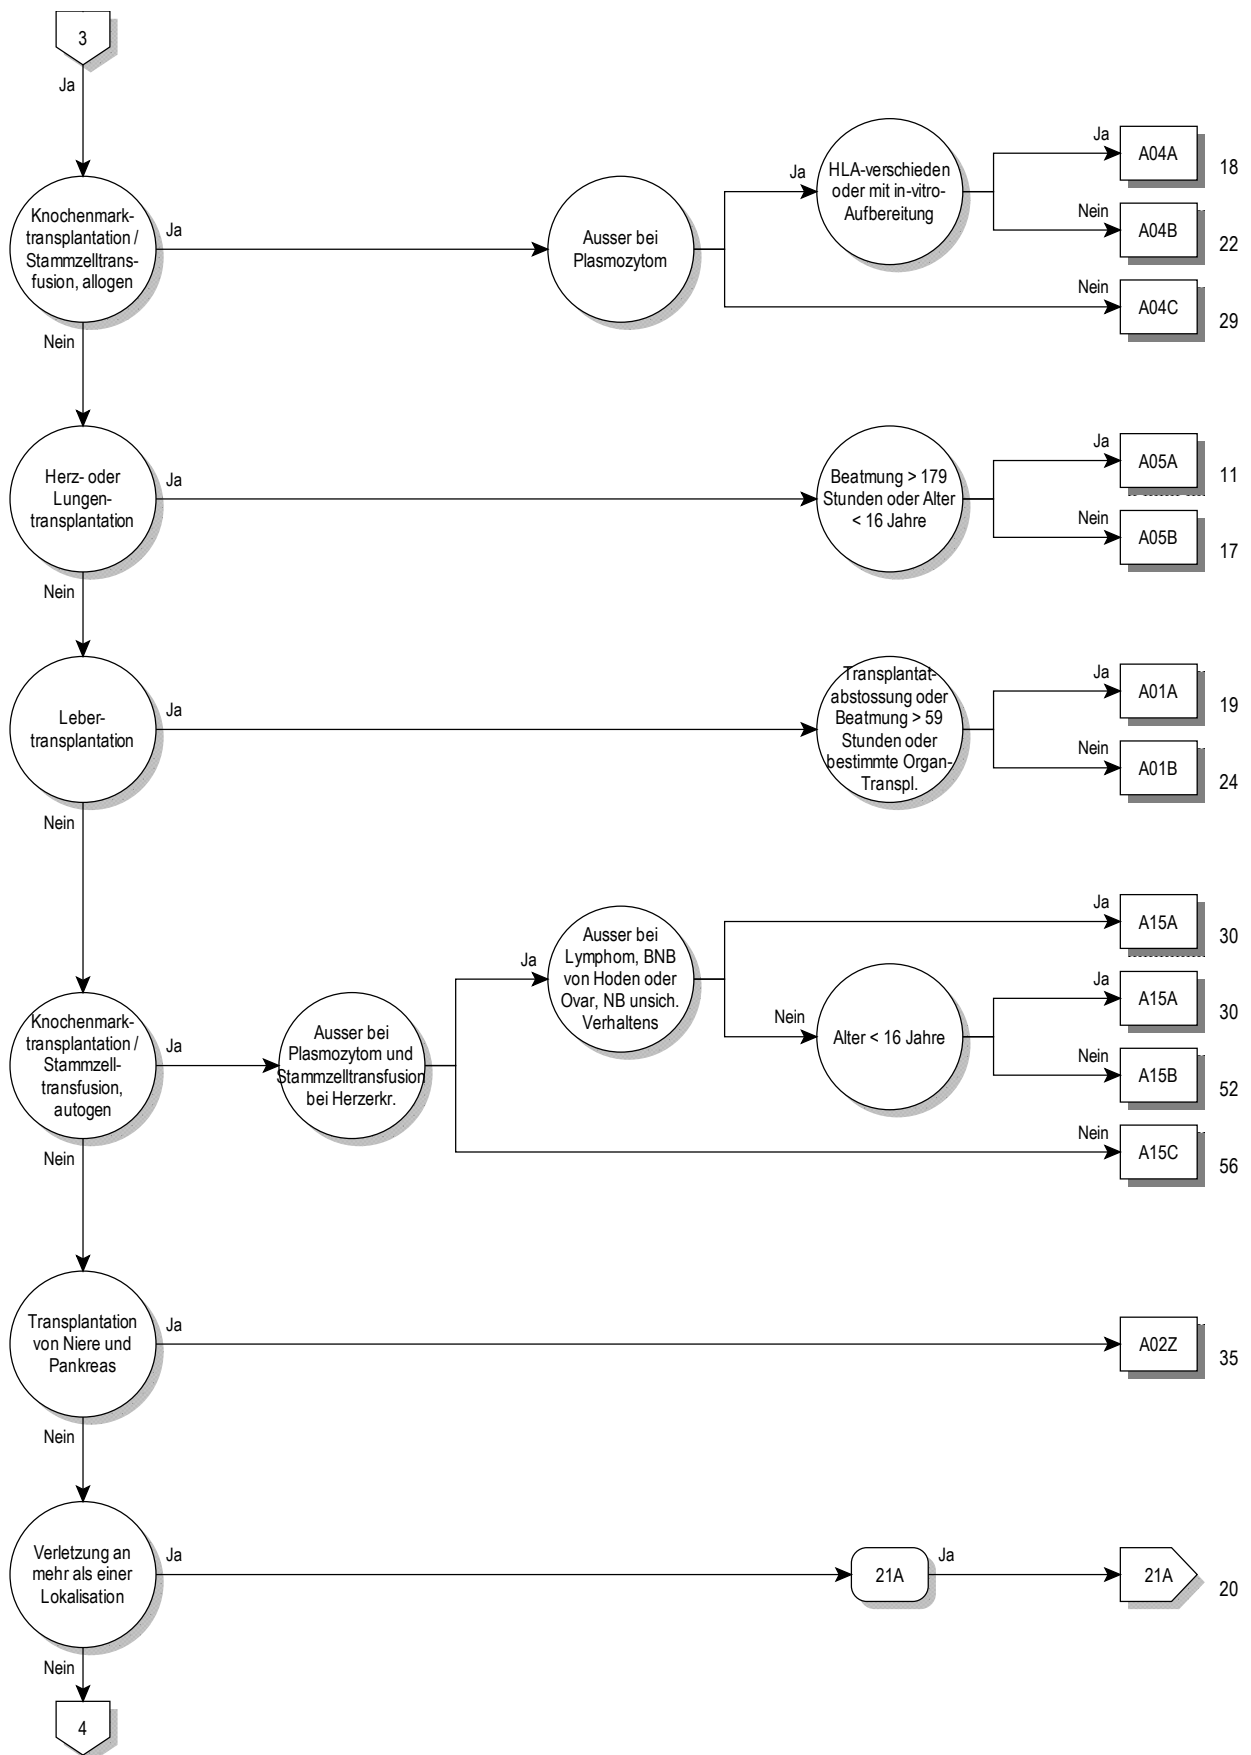 3
Ja
Knochenmark-
transplantation /
Stammzelltrans-
fusion, allogen
Ja
Ausser bei
Plasmozytom
Ja
HLA-verschieden
oder mit in-vitro-
Aufbereitung
Ja
A04A
18
Nein
A04B
22
Nein
A04C
29
Nein
Herz- oder
Lungen-
transplantation
Ja
Beatmung > 179
Stunden oder Alter
< 16 Jahre
Ja
A05A
11
Nein
A05B
17
Nein
Leber-
transplantation
Ja
Transplantat-
abstossung oder
Beatmung > 59
Stunden oder
bestimmte Organ-
Transpl.
Ja
A01A
19
Nein
A01B
24
Nein
Knochenmark-
transplantation /
Stammzell-
transfusion,
autogen
Ja
Ausser bei
Plasmozytom und
Stammzelltransfusion
bei Herzerkr.
Ja
Ausser bei
Lymphom, BNB
von Hoden oder
Ovar, NB unsich.
Verhaltens
Ja
A15A
30
Nein
Alter < 16 Jahre
Ja
A15A
30
Nein
A15B
52
Nein
A15C
56
Nein
Transplantation
von Niere und
Pankreas
Ja
A02Z
35
Nein
Verletzung an
mehr als einer
Lokalisation
Ja
21A
Ja
21A
20
Nein
4